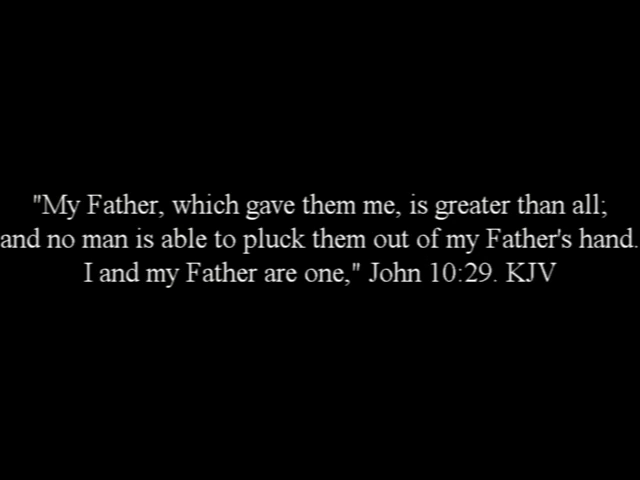 "My Father, which gave them me, is greater than all;
and no man is able to pluck them out of my Father's hand.
I and my Father are one," John 10:29. KJV